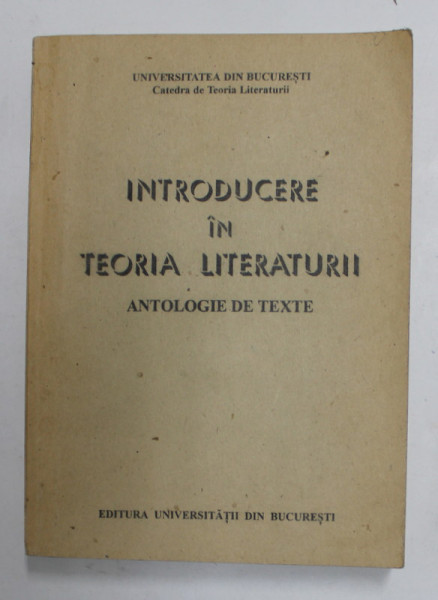 UNIVERSITATEA DIN BUCUREȘTI
Catedra de Teoria Literaturii
INTRODUCERE
ÎN
TEORIA LITERATURII
ANTOLOGIE DE TEXTE
EDITURA UNIVERSITĂȚII DIN BUCUREȘTI